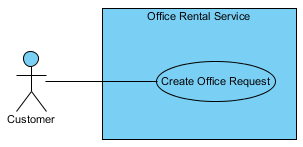 Office Rental Service
Create Office Request
Customer